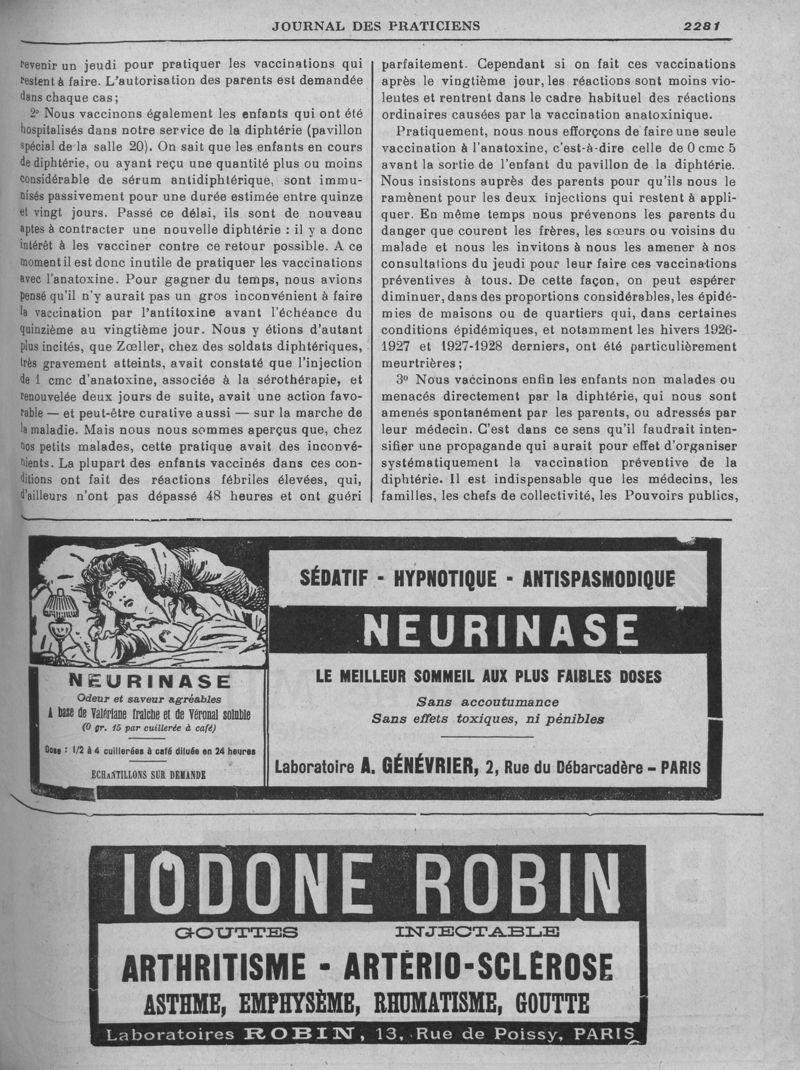 JOURNAL DES PRATICIENS 2281
revenir un jeudi pour pratiquer les vaccinations qui
restent à faire. L'autorisation des parents est demandée
dans chaque cas ;
2º Nous vaccinons également les enfants qui ont été
hospitalisés dans notre service de la diphtérie (pavillon
spécial de la salle 20). On sait que les enfants en cours
de diphtérie, ou ayant reçu une quantité plus ou moins
considérable de sérum antidiphtérique, sont immu-
nisés passivement pour une durée estimée entre quinze
et vingt jours. Passé ce délai, ils sont de nouveau
aptes à contracter une nouvelle diphtérie : il y a donc
intérêt à les vacciner contre ce retour possible. A ce
moment il est donc inutile de pratiquer les vaccinations
avec l'anatoxine. Pour gagner du temps, nous avions
pensé qu'il n'y aurait pas un gros inconvénient à faire
la vaccination par l'antitoxine avant l'échéance du
quinzième au vingtième jour. Nous y étions d'autant
plus incités, que Zœller, chez des soldats diphtériques,
très gravement atteints, avait constaté que l'injection
de 1 cmc d'anatoxine, associée à la sérothérapie, et
renouvelée deux jours de suite, avait une action favo-
rable — et peut-être curative aussi — sur la marche de
la maladie. Mais nous nous sommes aperçus que, chez
nos petits malades, cette pratique avait des inconvé-
nients. La plupart des enfants vaccinés dans ces con-
ditions ont fait des réactions fébriles élevées, qui,
d'ailleurs n'ont pas dépassé 48 heures et ont guéri
parfaitement. Cependant si on fait ces vaccinations
après le vingtième jour, les réactions sont moins vio-
lentes et rentrent dans le cadre habituel des réactions
ordinaires causées par la vaccination anatoxinique.
Pratiquement, nous nous efforçons de faire une seule
vaccination à l'anatoxine, c'est-à-dire celle de 0 cmc 5
avant la sortie de l'enfant du pavillon de la diphtérie.
Nous insistons auprès des parents pour qu'ils nous le
ramènent pour les deux injections qui restent à appli-
quer. En même temps nous prévenons les parents du
danger que courent les frères, les sœurs ou voisins du
malade et nous les invitons à nous les amener à nos
consultations du jeudi pour leur faire ces vaccinations
préventives à tous. De cette façon, on peut espérer
diminuer, dans des proportions considérables, les épidé-
mies de maisons ou de quartiers qui, dans certaines
conditions épidémiques, et notamment les hivers 1926-
1927 et 1927-1928 derniers, ont été particulièrement
meurtrières ;
3º Nous vaccinons enfin les enfants non malades ou
menacés directement par la diphtérie, qui nous sont
amenés spontanément par les parents, ou adressés par
leur médecin. C'est dans ce sens qu'il faudrait inten-
sifier une propagande qui aurait pour effet d'organiser
systématiquement la vaccination préventive de la
diphtérie. Il est indispensable que les médecins, les
familles, les chefs de collectivité, les Pouvoirs publics,
NEURINASE
Odeur et saveur agréables
A base de Valériane fraîche et de Véronal soluble
(0 gr. 15 par cuillerée à café)
Dose : 1/2 à 4 cuillerées à café diluée en 24 heures
ECHANTILLONS SUR DEMANDE
SÉDATIF - HYPNOTIQUE - ANTISPASMODIQUE
NEURINASE
LE MEILLEUR SOMMEIL AUX PLUS FAIBLES DOSES
Sans accoutumance
Sans effets toxiques, ni pénibles
Laboratoire A. GÉNÉVRIER, 2, Rue du Débarcadère – PARIS
IODONE ROBIN
GOUTTES INJECTABLE
ARTHRITISME - ARTÉRIO-SCLÉROSE
ASTHME, EMPHYSÈME, RHUMATISME, GOUTTE
Laboratoires ROBIN, 13, Rue de Poissy, PARIS